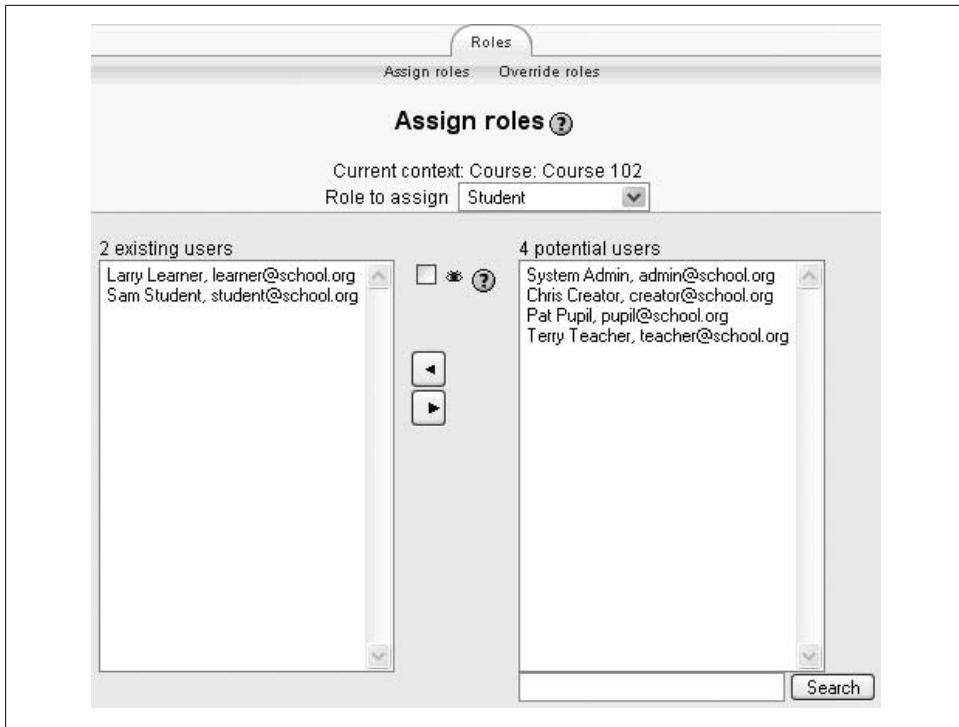 Roles
Assign roles Override roles
Assign roles ?
Current context: Course: Course 102
Role to assign Student
2 existing users
Larry Learner, learner@school.org
Sam Student, student@school.org
?
4 potential users
System Admin, admin@school.org
Chris Creator, creator@school.org
Pat Pupil, pupil@school.org
Terry Teacher, teacher@school.org
Search